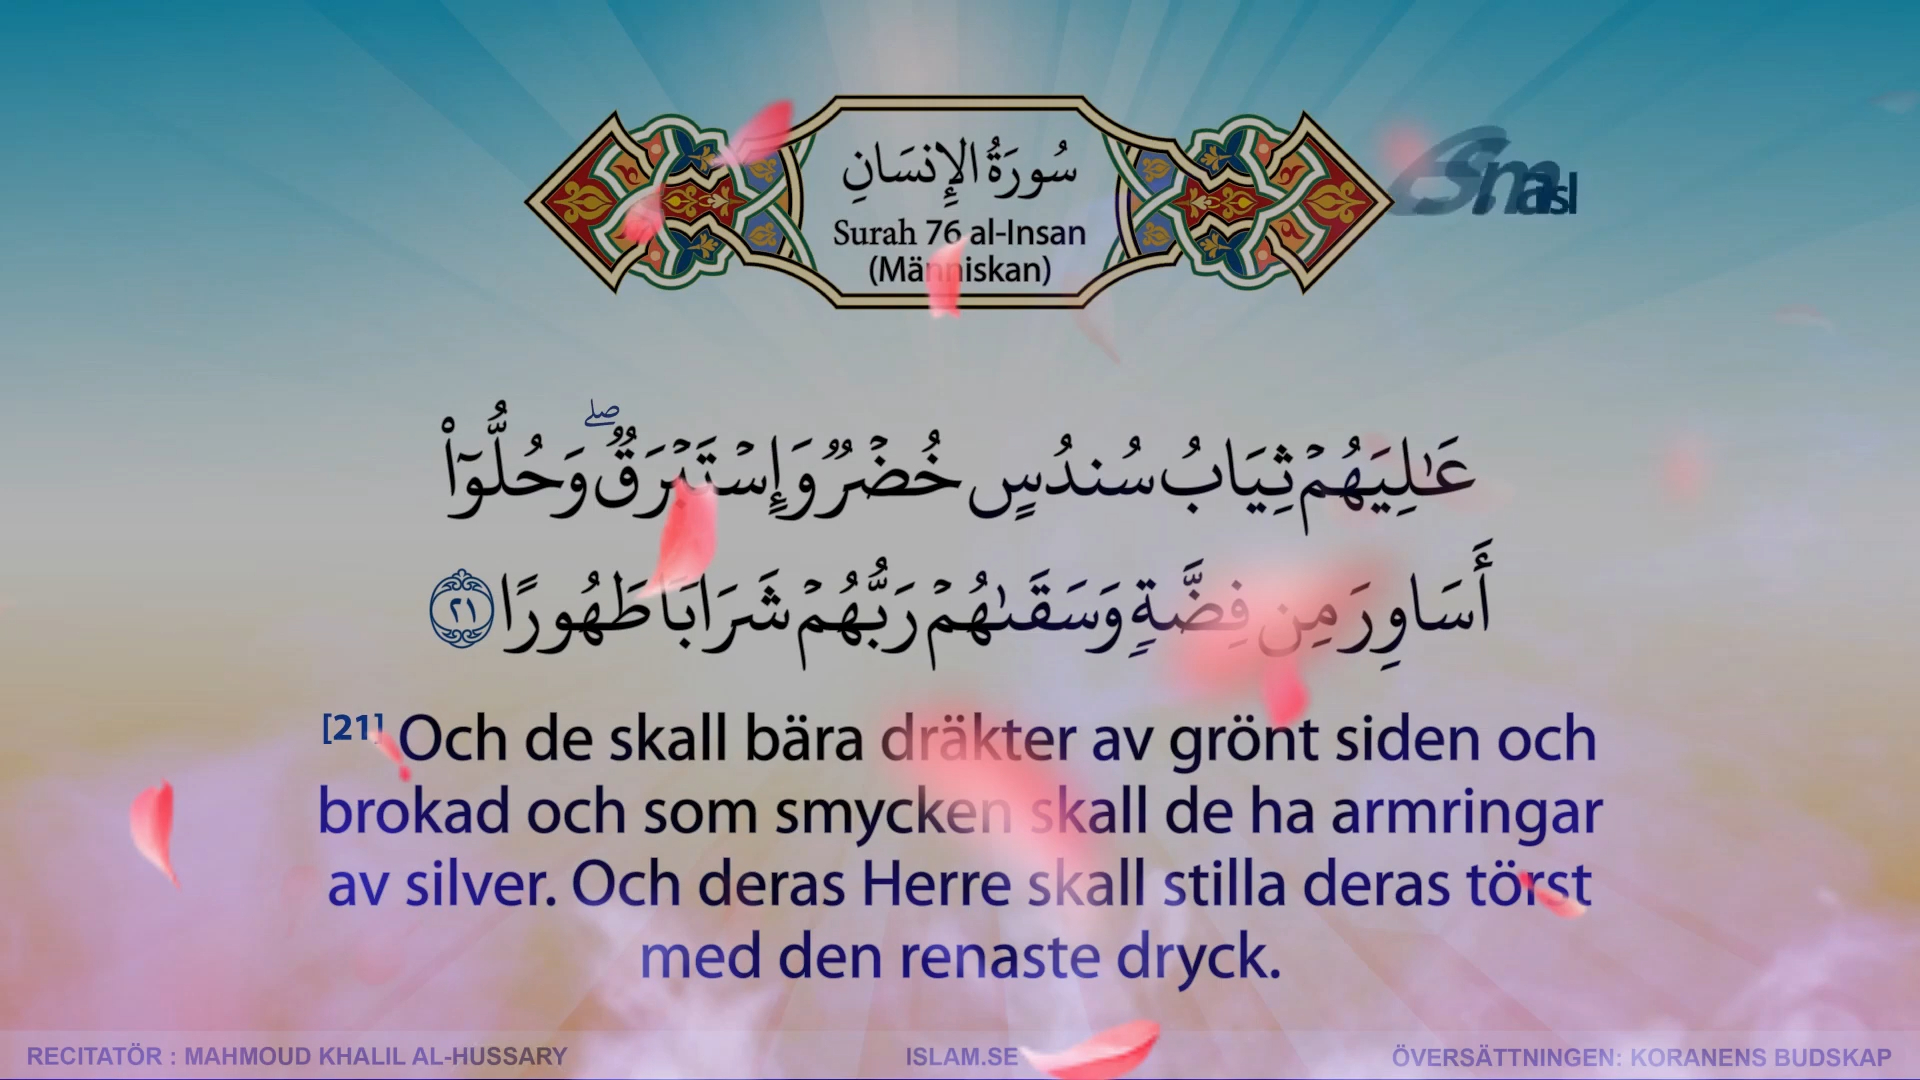 سُورَةُ الإِنسَانِ
Surah 76 al-Insan
(Människan)
عَٰلِيَهُمۡ ثِيَابُ سُندُسٍ خُضۡرٞ وَإِسۡتَبۡرَقٞۖ وَحُلُّوٓاْ
أَسَاوِرَ مِن فِضَّةٖ وَسَقَىٰهُمۡ رَبُّهُمۡ شَرَابٗا طَهُورًا ٢١
[21] Och de skall bära dräkter av grönt siden och
brokad och som smycken skall de ha armringar
av silver. Och deras Herre skall stilla deras törst
med den renaste dryck.
RECITATÖR : MAHMOUD KHALIL AL-HUSSARY
ISLAM.SE
ÖVERSÄTTNINGEN: KORANENS BUDSKAP